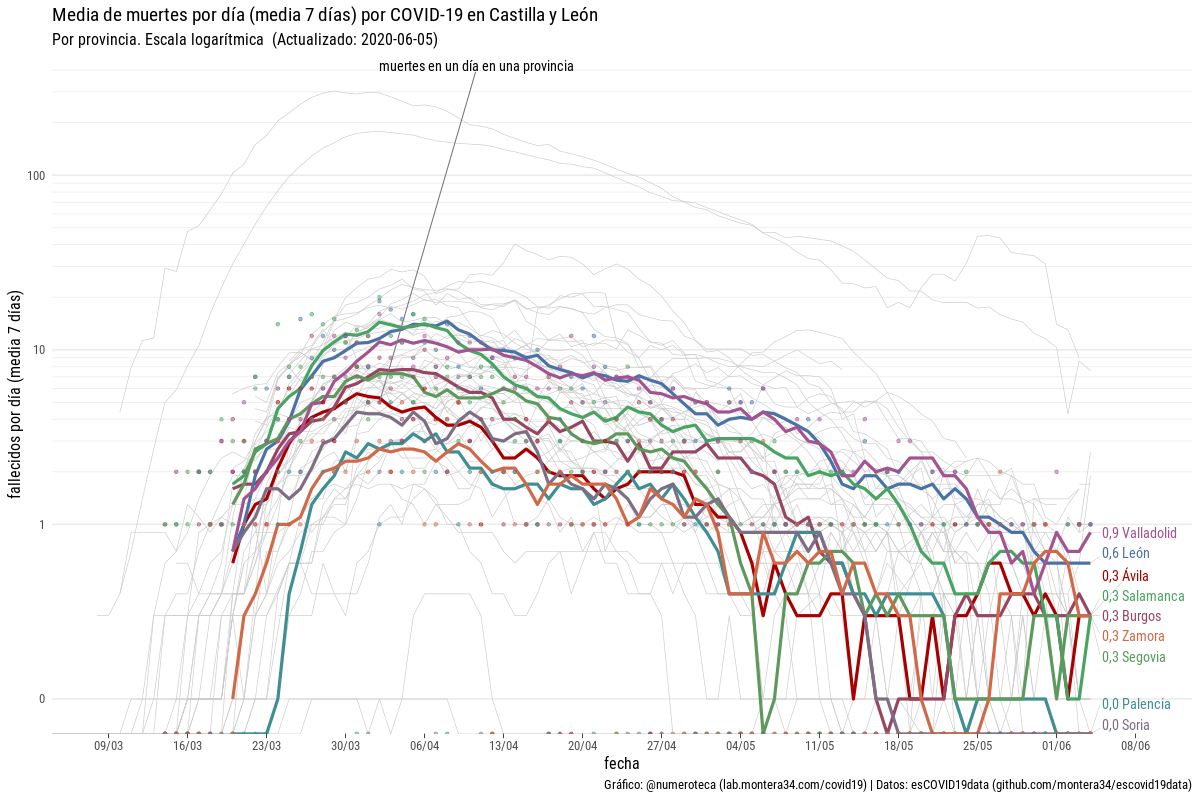 Media de muertes por día (media 7 días) por COVID-19 en Castilla y León
Por provincia. Escala logarítmica (Actualizado: 2020-06-05)
muertes en un día en una provincia
fallecidos por día (media 7 días)
100
10
1
0
0,9 Valladolid
0,6 León
0,3 Ávila
0,3 Salamanca
0,3 Burgos
0,3 Zamora
0,3 Segovia
0,0 Palencia
0,0 Soria
09/03 16/03 23/03 30/03 06/04 13/04 20/04 27/04 04/05 11/05 18/05 25/05 01/06 08/06
fecha
Gráfico: @numeroteca (lab.montera34.com/covid19) | Datos: esCOVID19data (github.com/montera34/escovid19data)